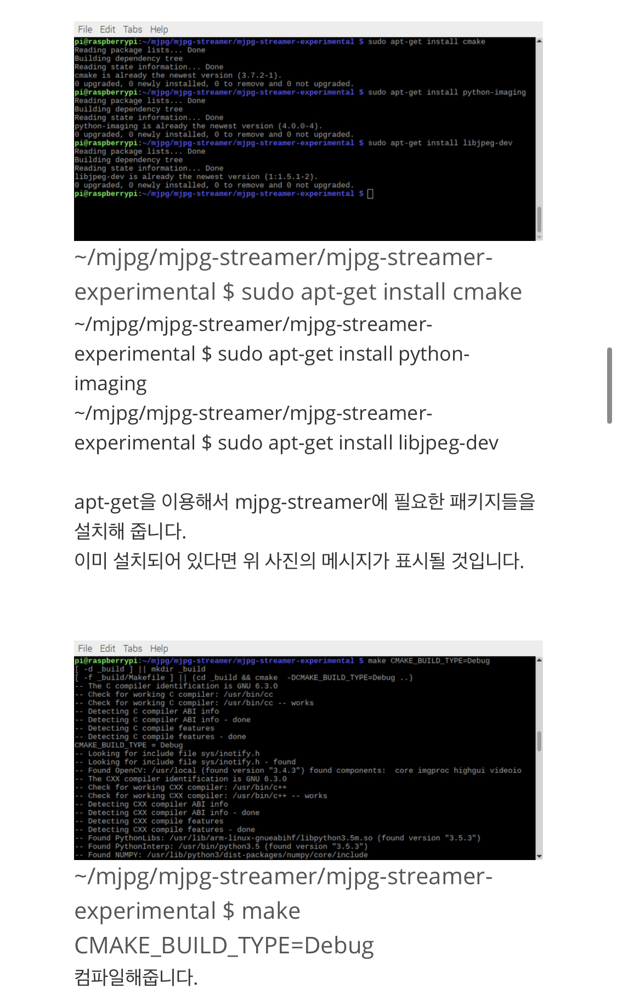 File Edit Tabs Help
pi@raspberrypi:~/mjpg/mjpg-streamer/mjpg-streamer-experimental $ sudo apt-get install cmake
Reading package lists... Done
Building dependency tree
Reading state information... Done
cmake is already the newest version (3.7.2-1).
0 upgraded, 0 newly installed, 0 to remove and 0 not upgraded.
pi@raspberrypi:~/mjpg/mjpg-streamer/mjpg-streamer-experimental $ sudo apt-get install python-imaging
Reading package lists... Done
Building dependency tree
Reading state information... Done
python-imaging is already the newest version (4.0.0-4).
0 upgraded, 0 newly installed, 0 to remove and 0 not upgraded.
pi@raspberrypi:~/mjpg/mjpg-streamer/mjpg-streamer-experimental $ sudo apt-get install libjpeg-dev
Reading package lists... Done
Building dependency tree
Reading state information... Done
libjpeg-dev is already the newest version (1:1.5.1-2).
0 upgraded, 0 newly installed, 0 to remove and 0 not upgraded.
pi@raspberrypi:~/mjpg/mjpg-streamer/mjpg-streamer-experimental $
~/mjpg/mjpg-streamer/mjpg-streamer-
experimental $ sudo apt-get install cmake
~/mjpg/mjpg-streamer/mjpg-streamer-
experimental $ sudo apt-get install python-
imaging
~/mjpg/mjpg-streamer/mjpg-streamer-
experimental $ sudo apt-get install libjpeg-dev
apt-get을 이용해서 mjpg-streamer에 필요한 패키지들을
설치해 줍니다.
이미 설치되어 있다면 위 사진의 메시지가 표시될 것입니다.
File Edit Tabs Help
pi@raspberrypi:~/mjpg/mjpg-streamer/mjpg-streamer-experimental $ make CMAKE_BUILD_TYPE=Debug
[ -d _build ] || mkdir _build
[ -f _build/Makefile ] || (cd _build && cmake  -DCMAKE_BUILD_TYPE=Debug ..)
-- The C compiler identification is GNU 6.3.0
-- Check for working C compiler: /usr/bin/cc
-- Check for working C compiler: /usr/bin/cc -- works
-- Detecting C compiler ABI info
-- Detecting C compiler ABI info - done
-- Detecting C compile features
-- Detecting C compile features - done
CMAKE_BUILD_TYPE = Debug
-- Looking for include file sys/inotify.h
-- Looking for include file sys/inotify.h - found
-- Found OpenCV: /usr/local (found version "3.4.3") found components:  core imgproc highgui videoio
-- The CXX compiler identification is GNU 6.3.0
-- Check for working CXX compiler: /usr/bin/c++
-- Check for working CXX compiler: /usr/bin/c++ -- works
-- Detecting CXX compiler ABI info
-- Detecting CXX compiler ABI info - done
-- Detecting CXX compile features
-- Detecting CXX compile features - done
-- Found PythonLibs: /usr/lib/arm-linux-gnueabihf/libpython3.5m.so (found version "3.5.3")
-- Found PythonInterp: /usr/bin/python3.5 (found version "3.5.3")
-- Found NUMPY: /usr/lib/python3/dist-packages/numpy/core/include
~/mjpg/mjpg-streamer/mjpg-streamer-
experimental $ make
CMAKE_BUILD_TYPE=Debug
컴파일해줍니다.